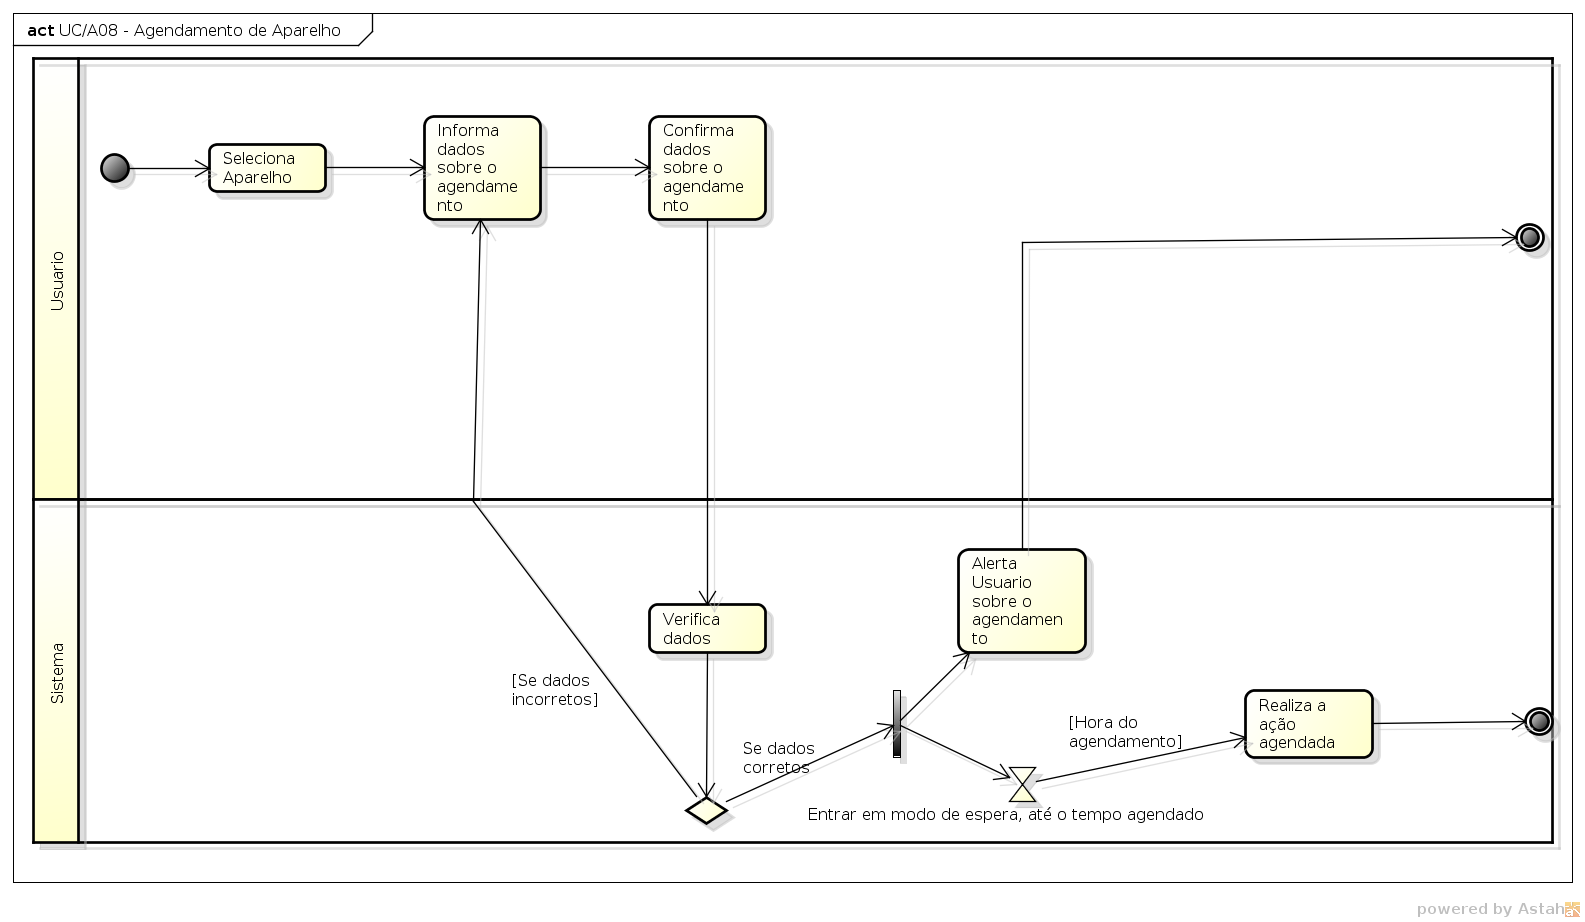 act UC/A08 - Agendamento de Aparelho
Usuario
Seleciona
Aparelho
Informa
dados
sobre o
agendame
nto
Confirma
dados
sobre o
agendame
nto
Sistema
Verifica
dados
[Se dados
incorretos]
Se dados
corretos
Alerta
Usuario
sobre o
agendamen
to
Entrar em modo de espera, até o tempo agendado
[Hora do
agendamento]
Realiza a
ação
agendada
powered by Astah